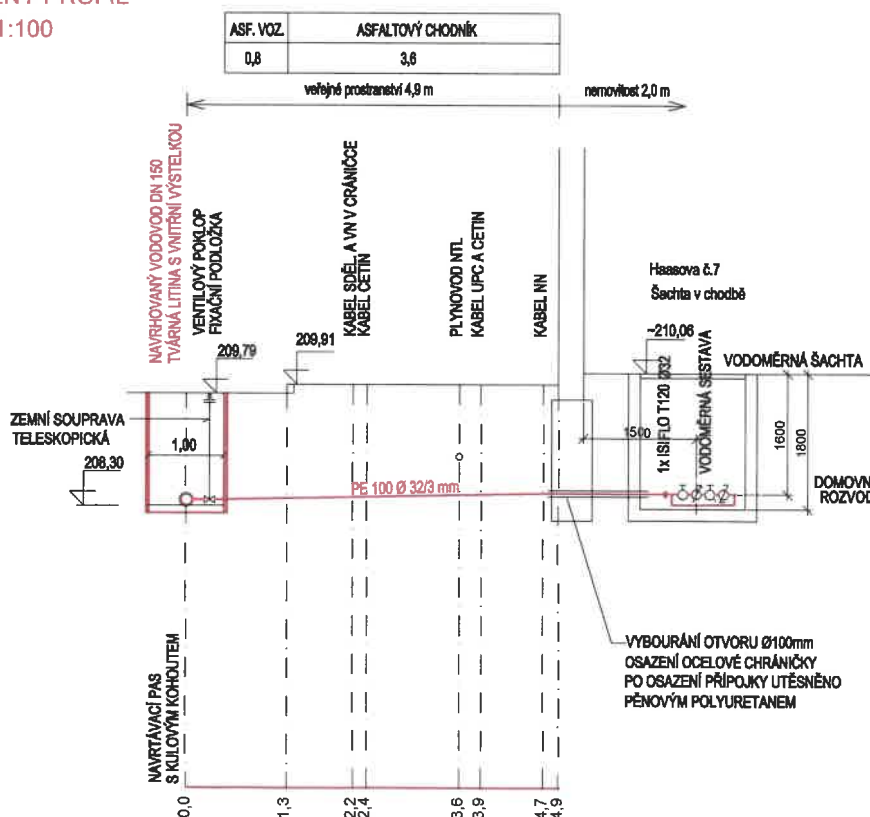 1:100
ASF. VOZ.
ASFALTOVÝ CHODNÍK
0,8
3,6
veřejné prostranství 4,9 m
nemovitost 2,0 m
NAVRHOVANÝ VODOVOD DN 150
TVÁRNÁ LITINA S VNITŘNÍ VÝSTELKOU
VENTILOVÝ POKLOP
FIXAČNÍ PODLOŽKA
KABEL SDĚL. A VN V CRÁNIČCE
KABEL CETIN
PLYNOVOD NTL
KABEL UPC A CETIN
KABEL NN
Haasova č.7
Šachta v chodbě
209,79
209,91
~210,06
VODOMĚRNÁ ŠACHTA
ZEMNÍ SOUPRAVA
TELESKOPICKÁ
1,00
208,30
PE 100 Ø 32/3 mm
1500
1x ISIFLO T120 Ø32
VODOMĚRNÁ SESTAVA
1600
1800
DOMOVNÍ
ROZVOD
VYBOURÁNÍ OTVORU Ø100mm
OSAZENÍ OCELOVÉ CHRÁNIČKY
PO OSAZENÍ PŘÍPOJKY UTĚSNĚNO
PĚNOVÝM POLYURETANEM
NAVRTÁVACÍ PAS
S KULOVÝM KOHOUTEM
0,0
1,3
2,2
2,4
3,6
3,9
4,7
4,9